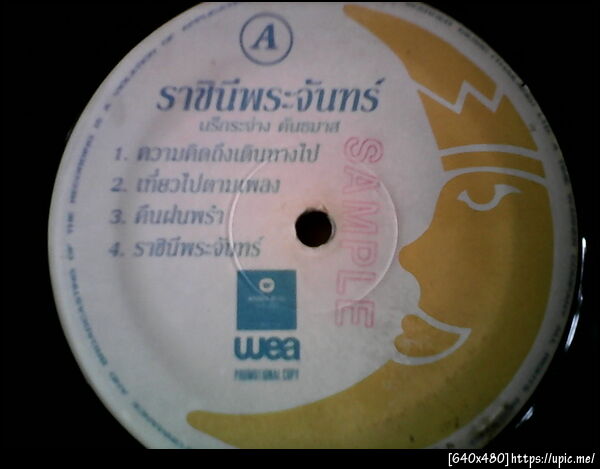 A
ราชินีพระจันทร์
นรีกระจ่าง คันธมาส
1. ความคิดถึงเดินทางไป
2. เที่ยวไปตามเพลง
3. คืนฝนพรำ
4. ราชินีพระจันทร์
SAMPLE
wea
PROMOTIONAL COPY
[640x480]https://upic.me/